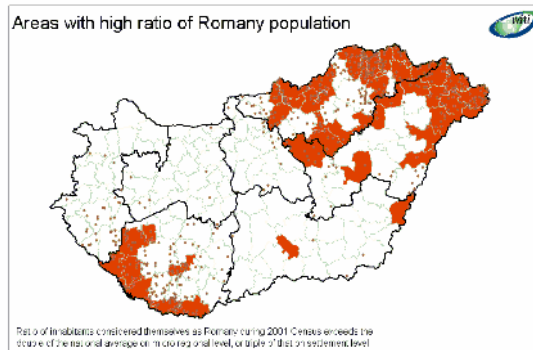 Areas with high ratio of Romany population
váti
Ratio of inhabitants considered themselves as Romany during 2001 Census exceeds the
double of the national average on micro regional level, or triple of that on settlement level